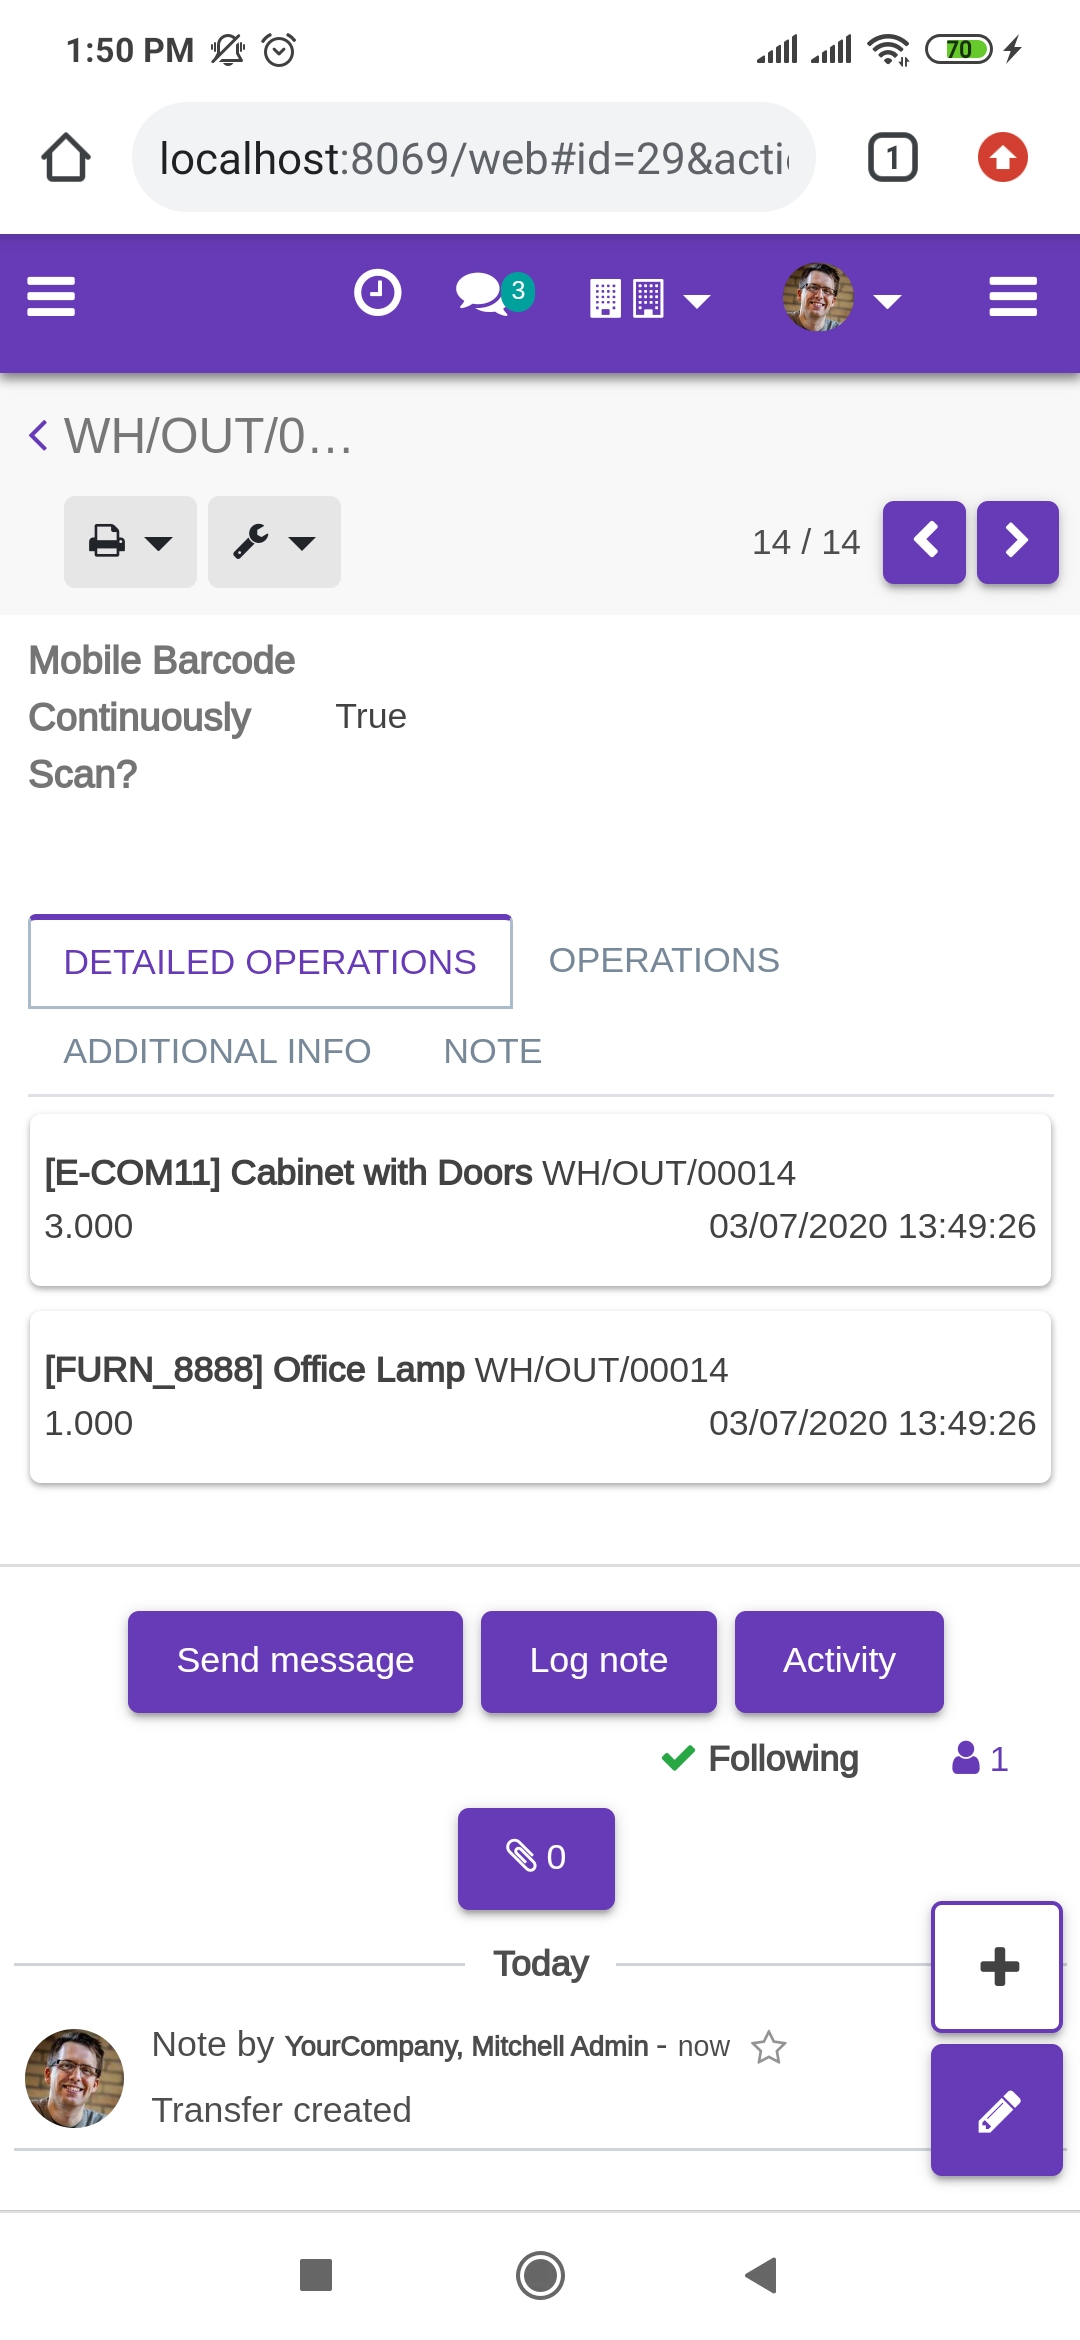 1:50 PM
70
localhost:8069/web#id=29&acti
1
3
WH/OUT/0...
14 / 14
Mobile Barcode
Continuously
Scan?
True
DETAILED OPERATIONS
OPERATIONS
ADDITIONAL INFO
NOTE
[E-COM11] Cabinet with Doors WH/OUT/00014
3.000
03/07/2020 13:49:26
[FURN_8888] Office Lamp WH/OUT/00014
1.000
03/07/2020 13:49:26
Send message
Log note
Activity
Following
1
0
Today
Note by YourCompany, Mitchell Admin - now
Transfer created